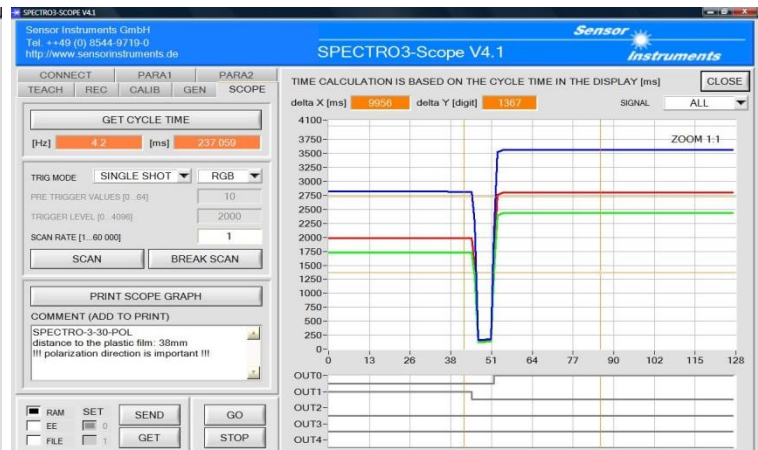 SPECTRO3-SCOPE V4.1
Sensor Instruments GmbH
Tel. ++49 (0) 8544-9719-0
http://www.sensorinstruments.de
SPECTRO3-Scope V4.1
Sensor
Instruments
CONNECT PARA1 PARA2
TEACH REC CALIB GEN SCOPE
GET CYCLE TIME
[Hz] 4.2 [ms] 237.059
TRIG MODE SINGLE SHOT RGB
PRE TRIGGER VALUES [0..64] 10
TRIGGER LEVEL [0..4096] 2000
SCAN RATE [1...60 000] 1
SCAN BREAK SCAN
PRINT SCOPE GRAPH
COMMENT (ADD TO PRINT)
SPECTRO-3-30-POL
distance to the plastic film: 38mm
!!! polarization direction is important !!!
RAM SET SEND GO
EE 0
FILE 1 GET STOP
TIME CALCULATION IS BASED ON THE CYCLE TIME IN THE DISPLAY [ms] CLOSE
delta X [ms] 9956 delta Y [digit] 1367 SIGNAL ALL
ZOOM 1:1
4100
3750
3500
3250
3000
2750
2500
2250
2000
1750
1500
1250
1000
750
500
250
0
0 13 26 38 51 64 77 90 102 115 128
OUT0
OUT1
OUT2
OUT3
OUT4